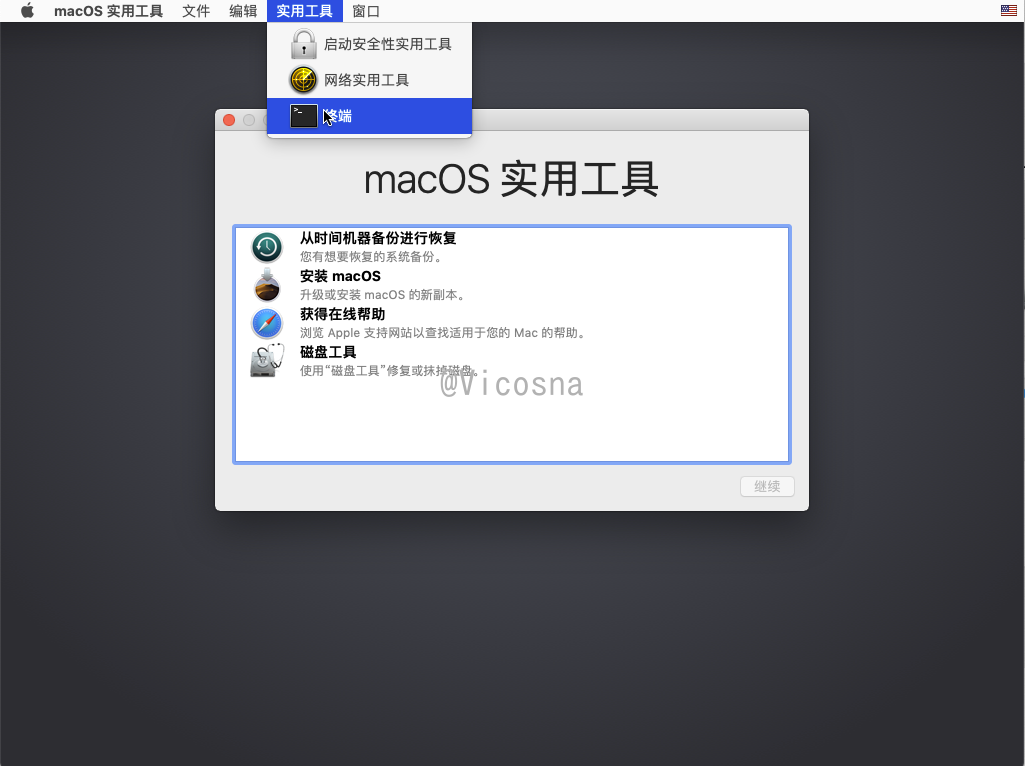 macOS 实用工具 文件 编辑 实用工具 窗口
启动安全性实用工具
网络实用工具
终端
macOS 实用工具
从时间机器备份进行恢复
您有想要恢复的系统备份。
安装 macOS
升级或安装 macOS 的新副本。
获得在线帮助
浏览 Apple 支持网站以查找适用于您的 Mac 的帮助。
磁盘工具
使用“磁盘工具”修复或抹掉磁盘。
@Vicosna
继续